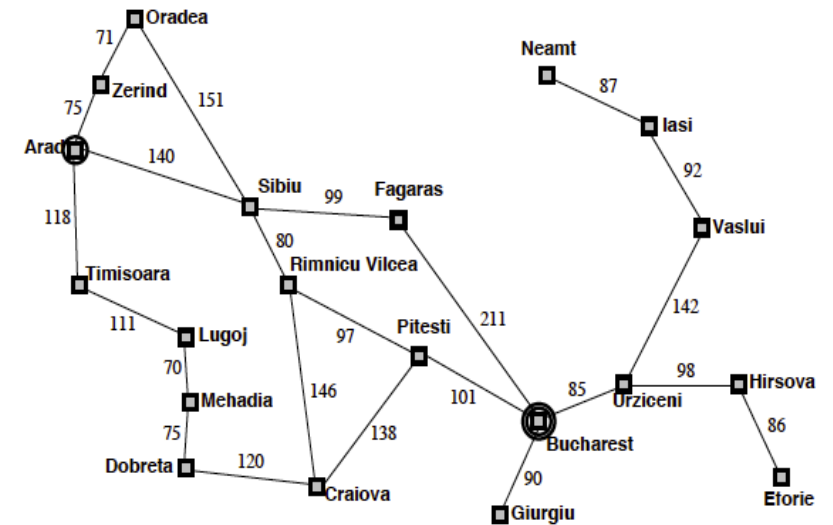 Oradea
71
Neamt
Zerind
87
151
75
Iasi
Arad
140
92
Sibiu
Fagaras
99
118
Vaslui
80
Timisoara
Rimnicu Vilcea
142
111
211
Lugoj
97
Pitesti
70
98
Hirsova
85
146
101
Urziceni
Mehadia
86
75
138
Bucharest
120
Dobreta
90
Craiova
Eforie
Giurgiu